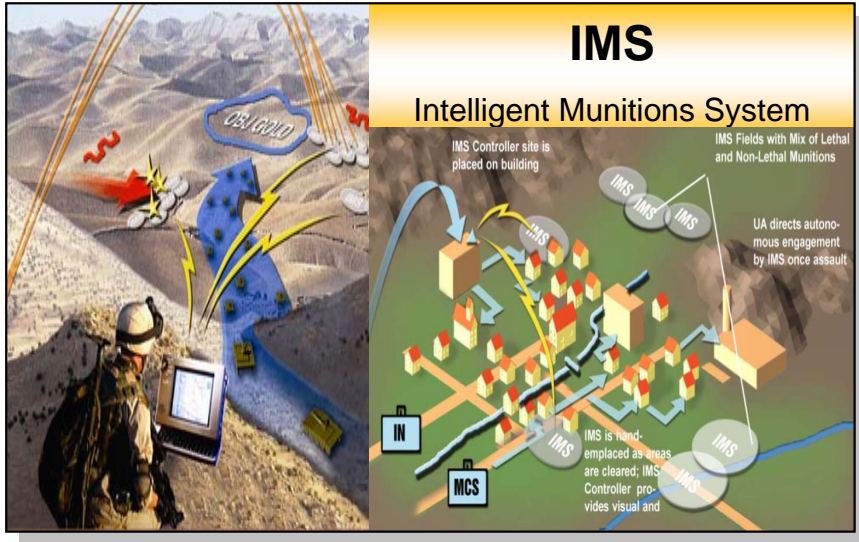 IMS
Intelligent Munitions System
OBJ GOLD
IMS Controller site is
placed on building
IMS Fields with Mix of Lethal
and Non-Lethal Munitions
IMS
IMS
IMS
IMS
UA directs autono-
mous engagement
by IMS once assault
IN
MCS
IMS
IMS is hand-
emplaced as areas
are cleared; IMS
Controller pro-
vides visual and
IMS
IMS